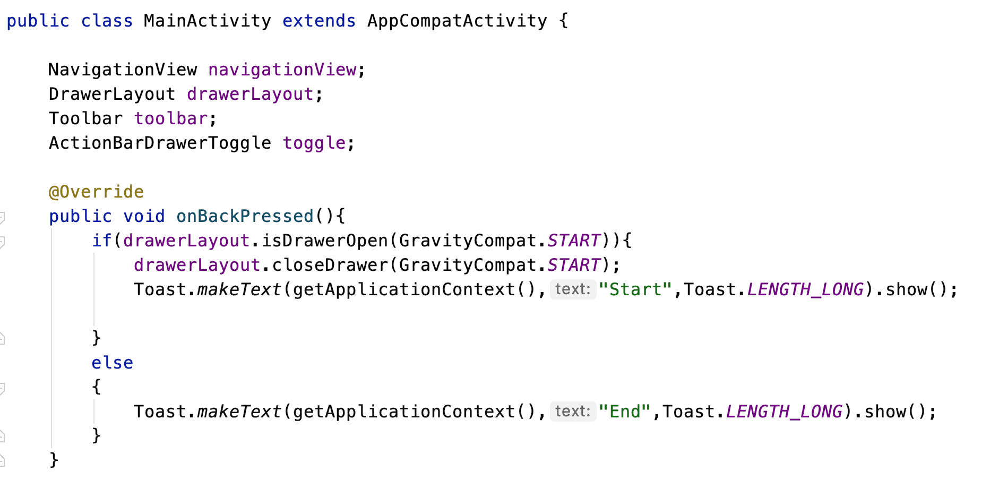 public class MainActivity extends AppCompatActivity {
NavigationView navigationView;
DrawerLayout drawerLayout;
Toolbar toolbar;
ActionBarDrawerToggle toggle;
@Override
public void onBackPressed(){
if(drawerLayout.isDrawerOpen(GravityCompat.START)){
drawerLayout.closeDrawer(GravityCompat.START);
Toast.makeText(getApplicationContext(), text: "Start",Toast.LENGTH_LONG).show();
}
else
{
Toast.makeText(getApplicationContext(), text: "End",Toast.LENGTH_LONG).show();
}
}